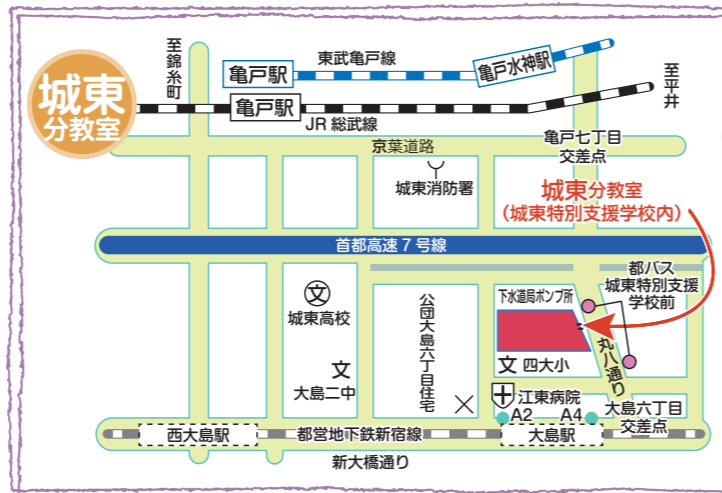 城東
分教室
至錦糸町
東武亀戸線
亀戸駅
亀戸水神駅
亀戸駅
JR 総武線
至平井
京葉道路
亀戸七丁目
交差点
城東消防署
城東分教室
(城東特別支援学校内)
首都高速7号線
都バス
城東特別支援
学校前
下水道局ポンプ所
文
城東高校
公団大島六丁目住宅
丸八通り
文
大島二中
文 四大小
江東病院
A2
A4
大島六丁目
交差点
西大島駅
都営地下鉄新宿線
大島駅
新大橋通り